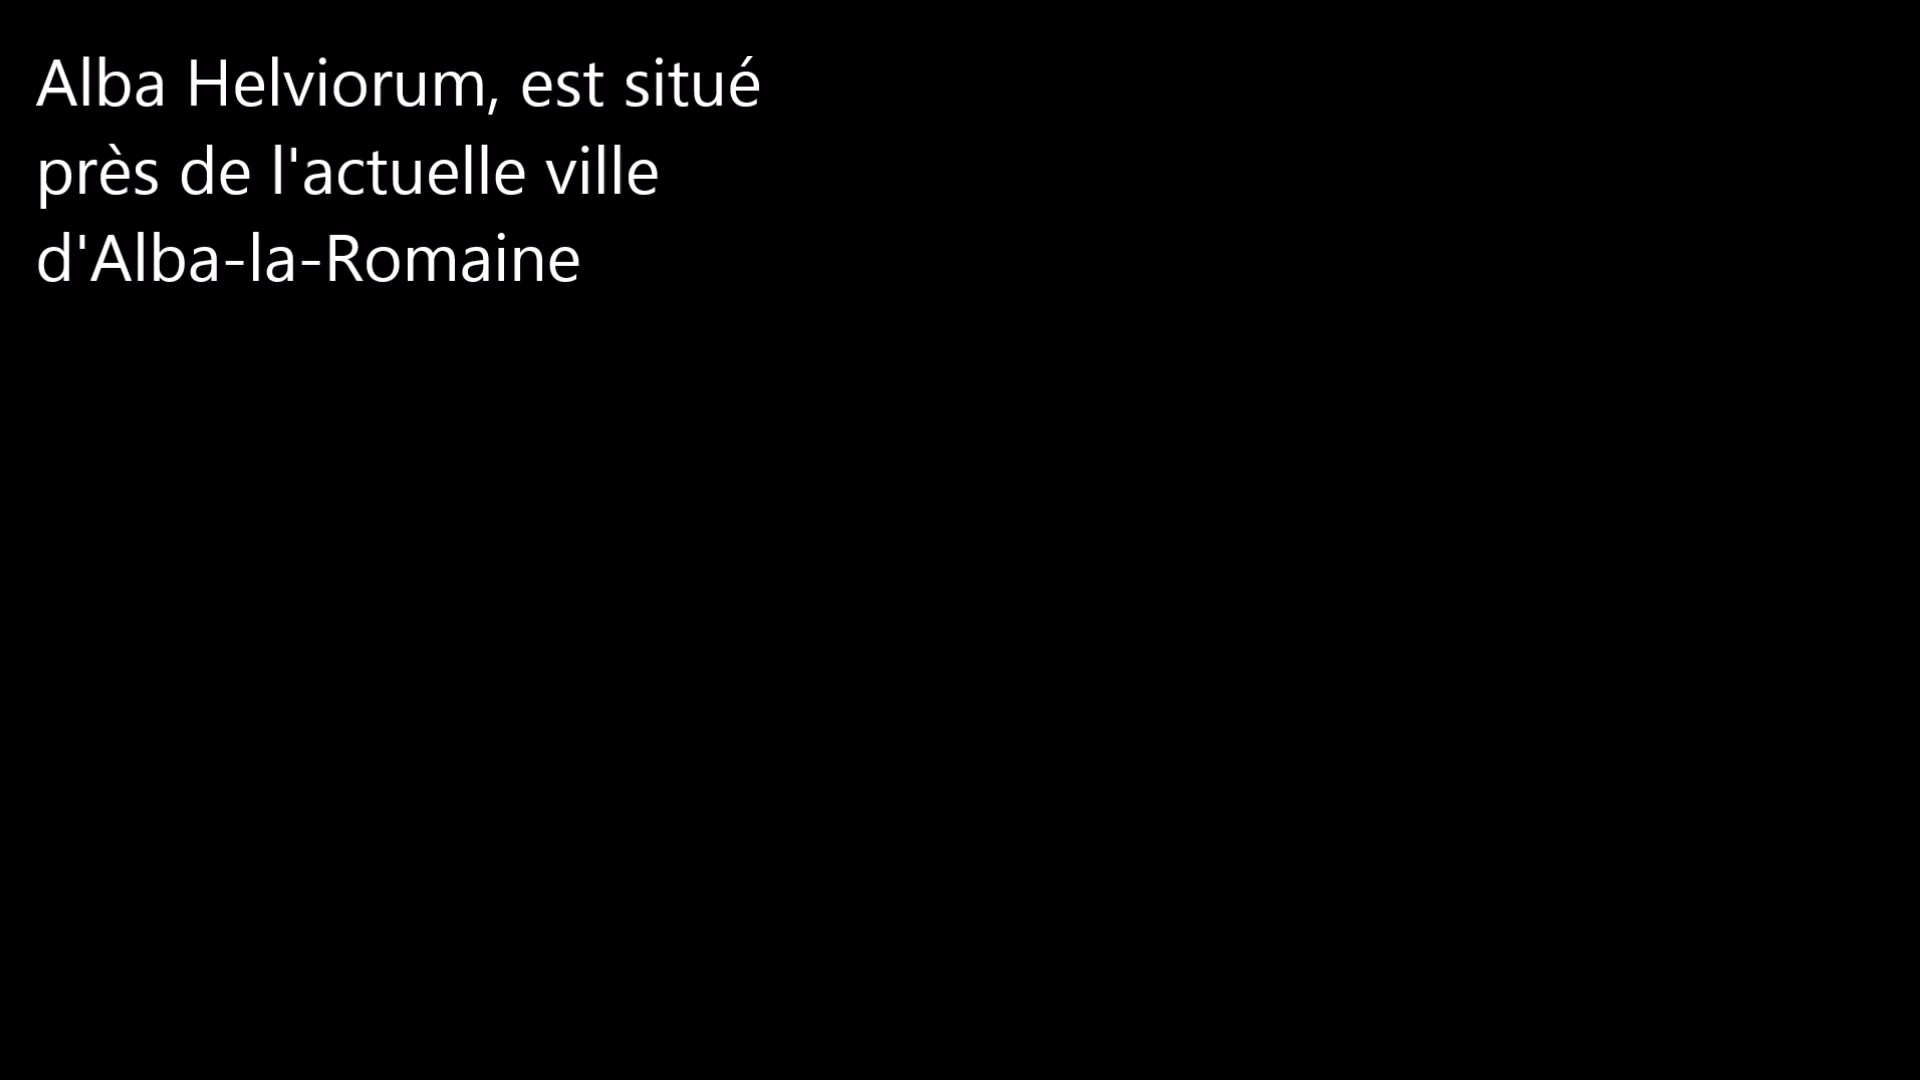 Alba Helviorum, est situé
près de l'actuelle ville
d'Alba-la-Romaine